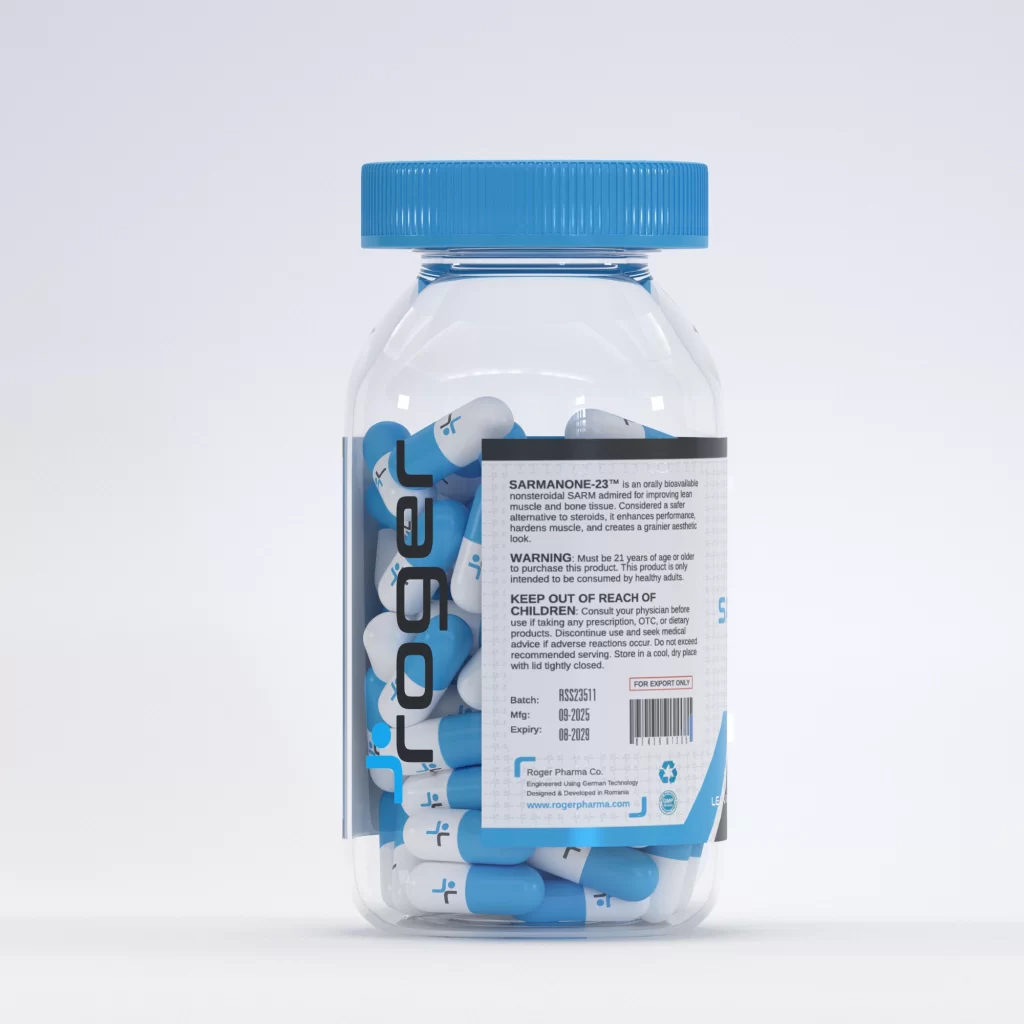 roger
SARMANONE-23™ is an orally bioavailable
nonsteroidal SARM admired for improving lean
muscle and bone tissue. Considered a safer
alternative to steroids, it enhances performance,
hardens muscle, and creates a grainier aesthetic
look.
WARNING: Must be 21 years of age or older
to purchase this product. This product is only
intended to be consumed by healthy adults.
KEEP OUT OF REACH OF
CHILDREN: Consult your physician before
use if taking any prescription, OTC, or dietary
products. Discontinue use and seek medical
advice if adverse reactions occur. Do not exceed
recommended serving. Store in a cool, dry place
with lid tightly closed.
FOR EXPORT ONLY
Batch: RSS23511
Mfg: 09-2025
Expiry: 08-2029
Roger Pharma Co.
Engineered Using German Technology
Designed & Developed in Romania
www.rogerpharma.com